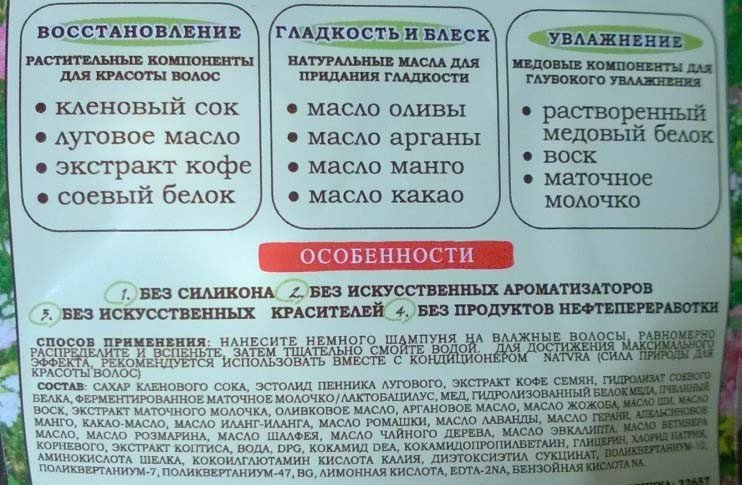 ВОССТАНОВЛЕНИЕ
РАСТИТЕЛЬНЫЕ КОМПОНЕНТЫ
ДЛЯ КРАСОТЫ ВОЛОС
• кленовый сок
• луговое масло
• экстракт кофе
• соевый белок
ГЛАДКОСТЬ И БЛЕСК
НАТУРАЛЬНЫЕ МАСЛА ДЛЯ
ПРИДАНИЯ ГЛАДКОСТИ
• масло оливы
• масло арганы
• масло манго
• масло какао
УВЛАЖНЕНИЕ
МЕДОВЫЕ КОМПОНЕНТЫ ДЛЯ
ГЛУБОКОГО УВЛАЖНЕНИЯ
• растворенный
медовый белок
• воск
• маточное
молочко
ОСОБЕННОСТИ
1. БЕЗ СИЛИКОНА 2. БЕЗ ИСКУССТВЕННЫХ АРОМАТИЗАТОРОВ
3. БЕЗ ИСКУССТВЕННЫХ КРАСИТЕЛЕЙ 4. БЕЗ ПРОДУКТОВ НЕФТЕПЕРЕРАБОТКИ
СПОСОБ ПРИМЕНЕНИЯ: НАНЕСИТЕ НЕМНОГО ШАМПУНЯ НА ВЛАЖНЫЕ ВОЛОСЫ, РАВНОМЕРНО
РАСПРЕДЕЛИТЕ И ВСПЕНЬТЕ, ЗАТЕМ ТЩАТЕЛЬНО СМОЙТЕ ВОДОЙ. ДЛЯ ДОСТИЖЕНИЯ МАКСИМАЛЬНОГО
ЭФФЕКТА, РЕКОМЕНДУЕТСЯ ИСПОЛЬЗОВАТЬ ВМЕСТЕ С КОНДИЦИОНЕРОМ NATVRA (СИЛА ПРИРОДЫ ДЛЯ
КРАСОТЫ ВОЛОС)
СОСТАВ: САХАР КЛЕНОВОГО СОКА, ЭСТОЛИД ПЕННИКА ЛУГОВОГО, ЭКСТРАКТ КОФЕ СЕМЯН, ГИДРОЛИЗАТ СОЕВОГО
БЕЛКА, ФЕРМЕНТИРОВАННОЕ МАТОЧНОЕ МОЛОЧКО/ЛАКТОБАЦИЛУС, МЕД, ГИДРОЛИЗОВАННЫЙ БЕЛОК МЕДА, ПЧЕЛИНЫЙ
ВОСК, ЭКСТРАКТ МАТОЧНОГО МОЛОЧКА, ОЛИВКОВОЕ МАСЛО, АРГАНОВОЕ МАСЛО, МАСЛО ЖОЖОБА, МАСЛО ШИ, МАСЛО
МАНГО, КАКАО-МАСЛО, МАСЛО ИЛАНГ-ИЛАНГА, МАСЛО РОМАШКИ, МАСЛО ЛАВАНДЫ, МАСЛО ГЕРАНИ, АПЕЛЬСИНОВОЕ
МАСЛО, МАСЛО РОЗМАРИНА, МАСЛО ШАЛФЕЯ, МАСЛО ЧАЙНОГО ДЕРЕВА, МАСЛО ЭВКАЛИПТА. МАСЛО ВЕТИВЕРА
КОРНЕВОГО, ЭКСТРАКТ КОПТИСА, ВОДА, DPG, КОКАМИД DEA, КОКАМИДОПРОПИЛБЕТАИН, ГЛИЦЕРИН, ХЛОРИД НАТРИЯ,
АМИНОКИСЛОТА ШЕЛКА, КОКОИЛГЛЮТАМИН КИСЛОТА КАЛИЯ, ДИЭТОКСИЭТИЛ СУКЦИНАТ, ПОЛИКВЕРТАНИУМ-10,
ПОЛИКВЕРТАНИУМ-7, ПОЛИКВЕРТАНИУМ-47, BG, ЛИМОННАЯ КИСЛОТА, EDTA-2NA, БЕНЗОЙНАЯ КИСЛОТА NA.